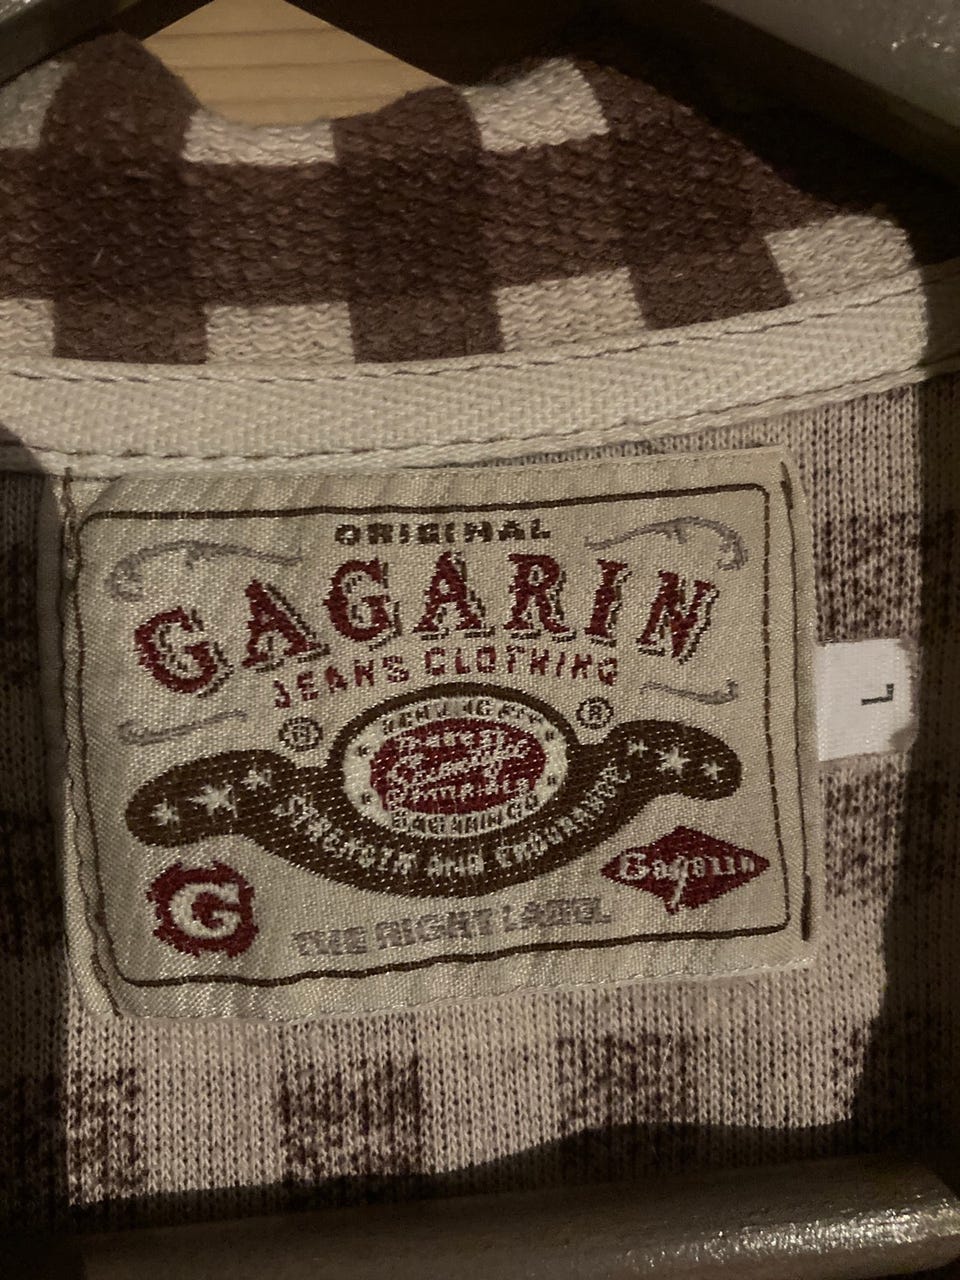 ORIGINAL
GAGARIN
JEANS CLOTHING
®
®
STRENGTH AND ENDURANCE
G
Gagarin
THE RIGHT LABEL
L